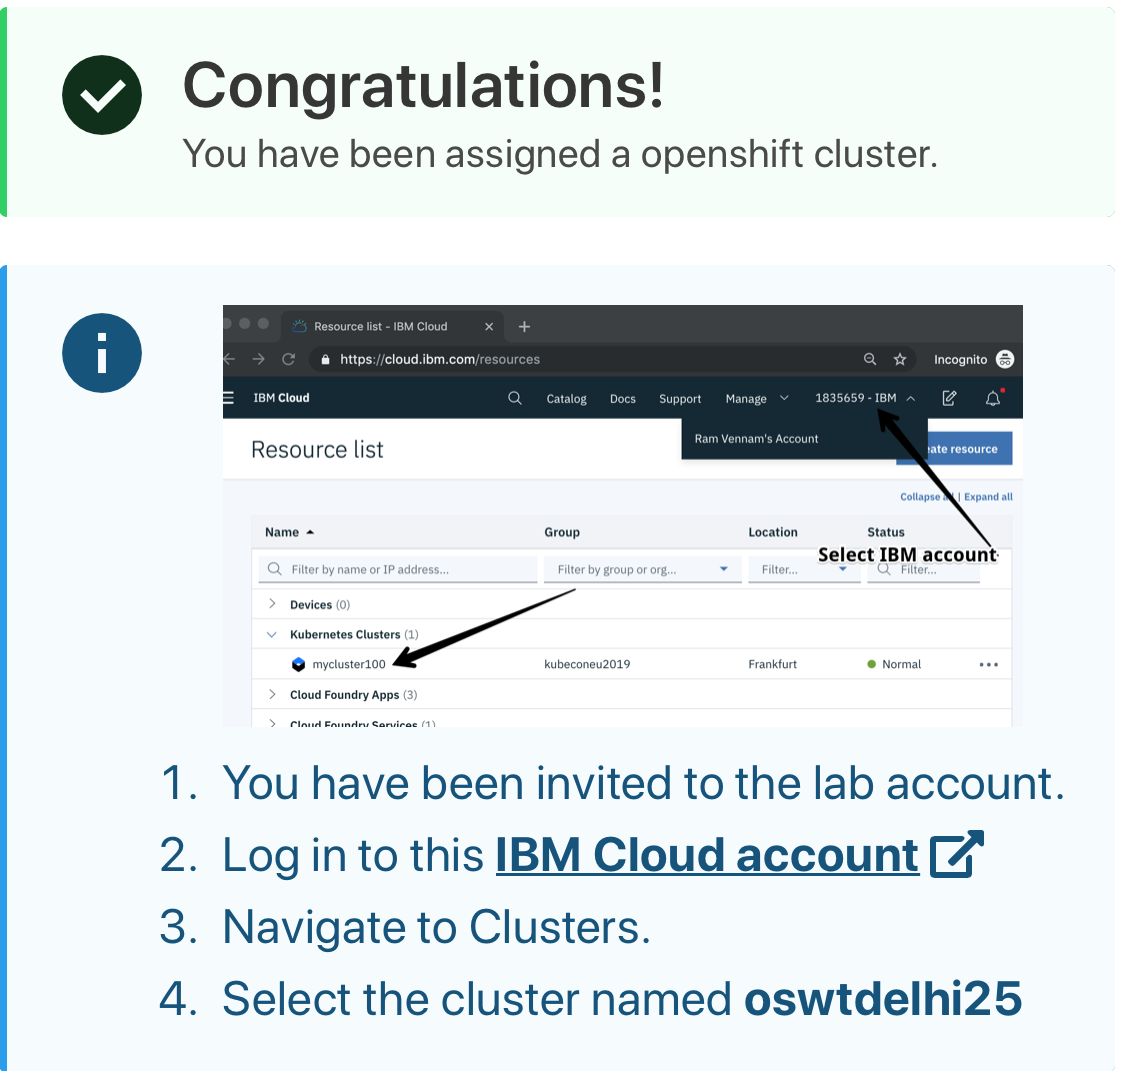 Congratulations!
You have been assigned a openshift cluster.
Resource list - IBM Cloud
https://cloud.ibm.com/resources
Incognito
IBM Cloud
Catalog Docs Support Manage 1835659 - IBM
Ram Vennam's Account
Resource list
ate resource
Collapse a | Expand all
Name Group Location Status
Select IBM account
Filter by name or IP address... Filter by group or org... Filter... Filter...
Devices (0)
Kubernetes Clusters (1)
mycluster100 kubeconeu2019 Frankfurt Normal
Cloud Foundry Apps (3)
Cloud Foundry Services (1)
1. You have been invited to the lab account.
2. Log in to this IBM Cloud account
3. Navigate to Clusters.
4. Select the cluster named oswtdelhi25